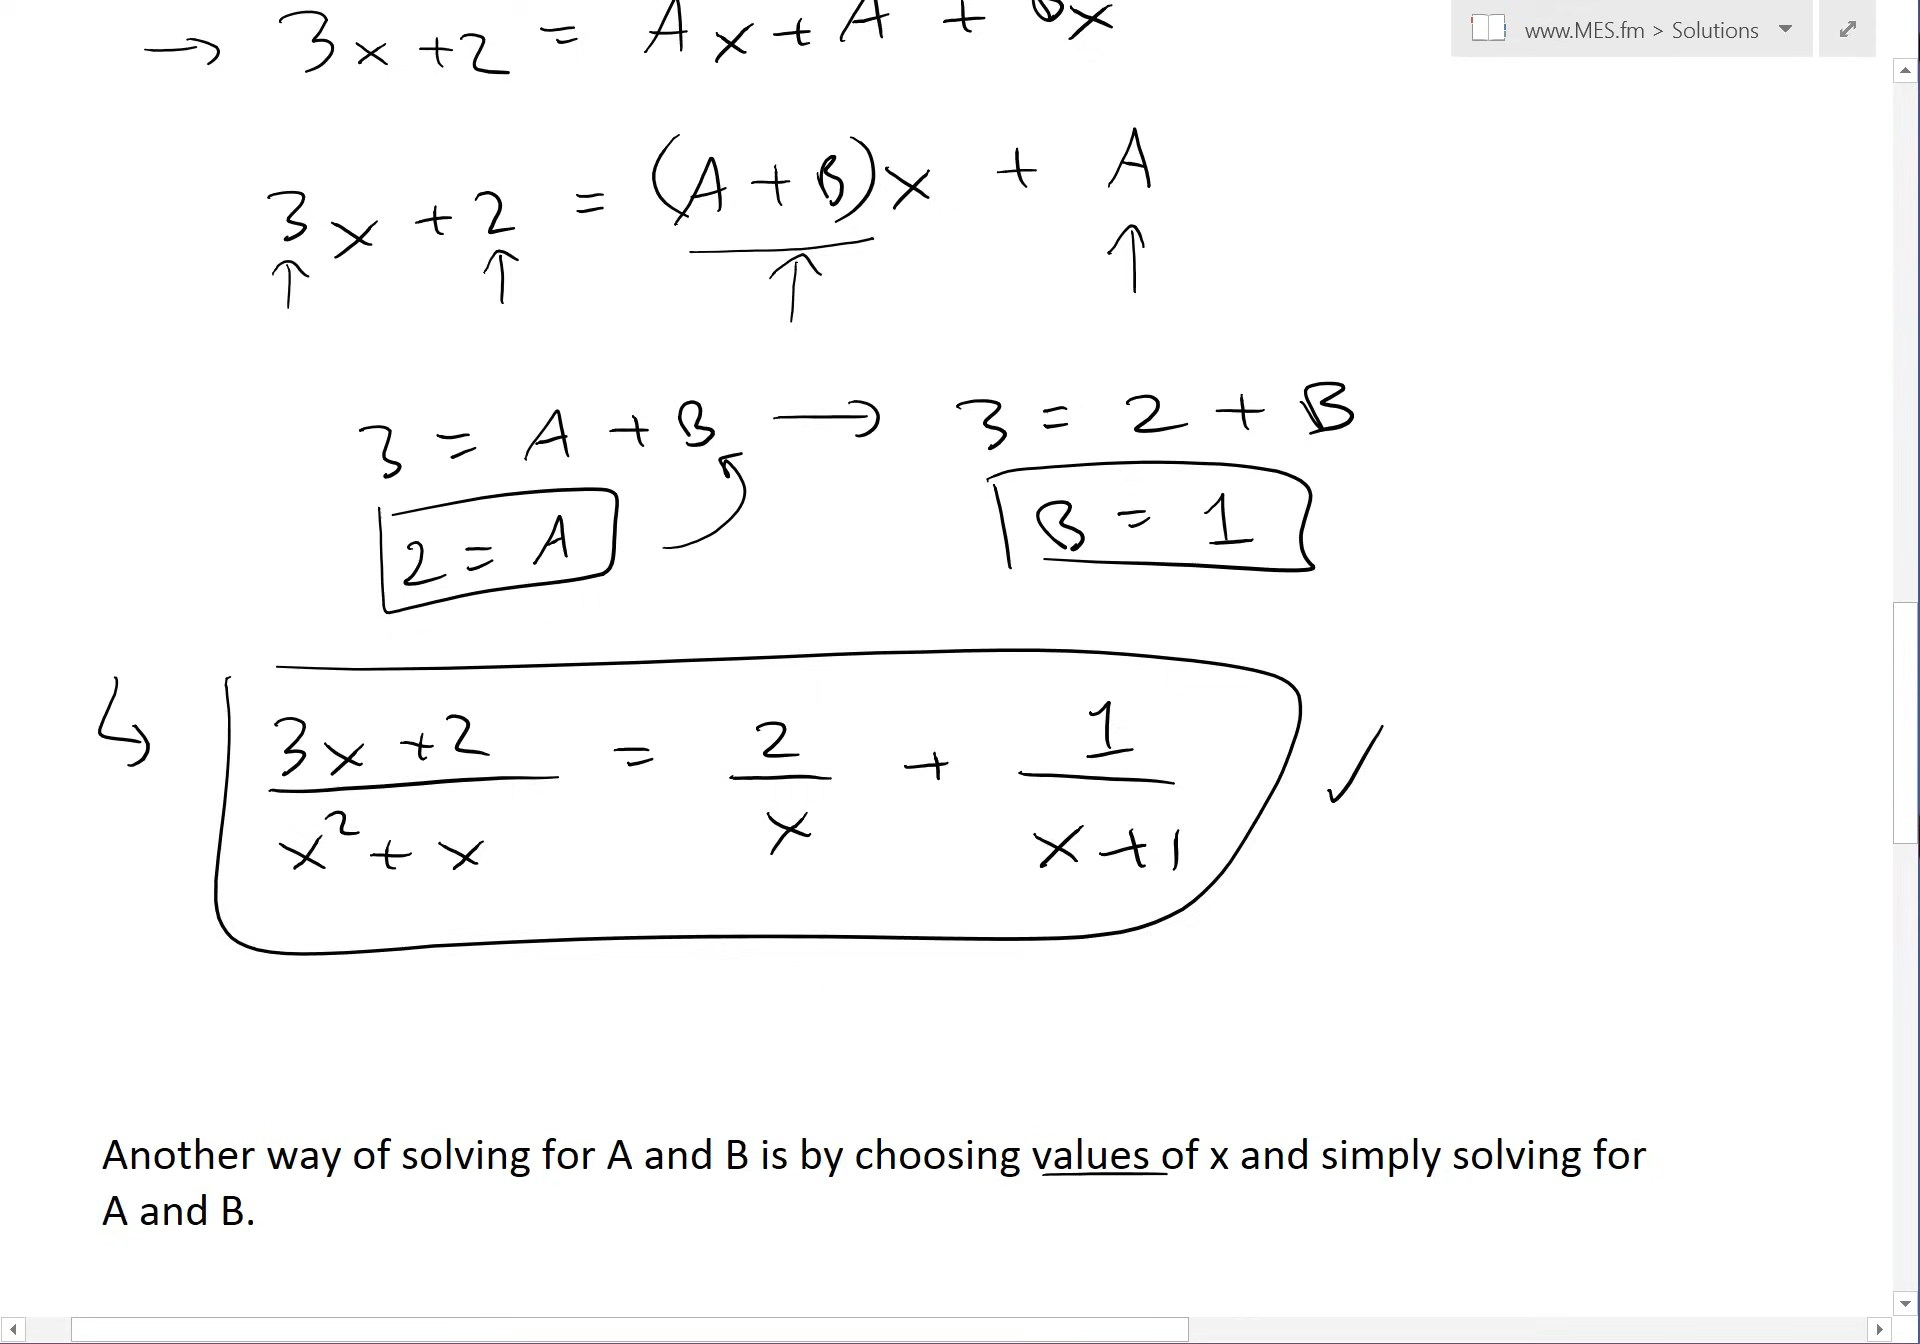 www.MES.fm > Solutions
→ 3x + 2 = Ax + A + Bx
3x + 2 = (A + B)x + A
↑ ↑ ↑ ↑
3 = A + B → 3 = 2 + B
2 = A B = 1
↳ (3x + 2)/(x² + x) = 2/x + 1/(x + 1) ✓
Another way of solving for A and B is by choosing values of x and simply solving for
A and B.